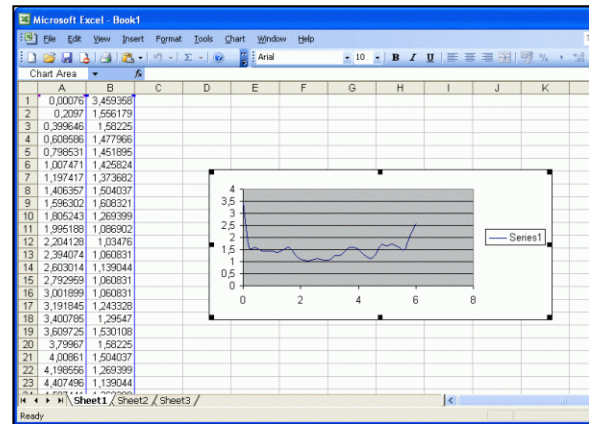 Microsoft Excel - Book1
File Edit View Insert Format Tools Chart Window Help
Arial 10 B I U
Chart Area fx
A B C D E F G H I J K
1 0,00076 3,459358
2 0,2097 1,556179
3 0,399646 1,58225
4 0,608586 1,477966
5 0,798531 1,451895
6 1,007471 1,425824
7 1,197417 1,373682
8 1,406357 1,504037
9 1,596302 1,608321
10 1,805243 1,269399
11 1,995188 1,086902
12 2,204128 1,03476
13 2,394074 1,060831
14 2,603014 1,139044
15 2,792959 1,060831
16 3,001899 1,060831
17 3,191845 1,243328
18 3,400785 1,29547
19 3,609725 1,530108
20 3,79967 1,58225
21 4,00861 1,504037
22 4,198556 1,269399
23 4,407496 1,139044
4
3,5
3
2,5
2
1,5
1
0,5
0
0 2 4 6 8
Series1
Sheet1 Sheet2 Sheet3
Ready